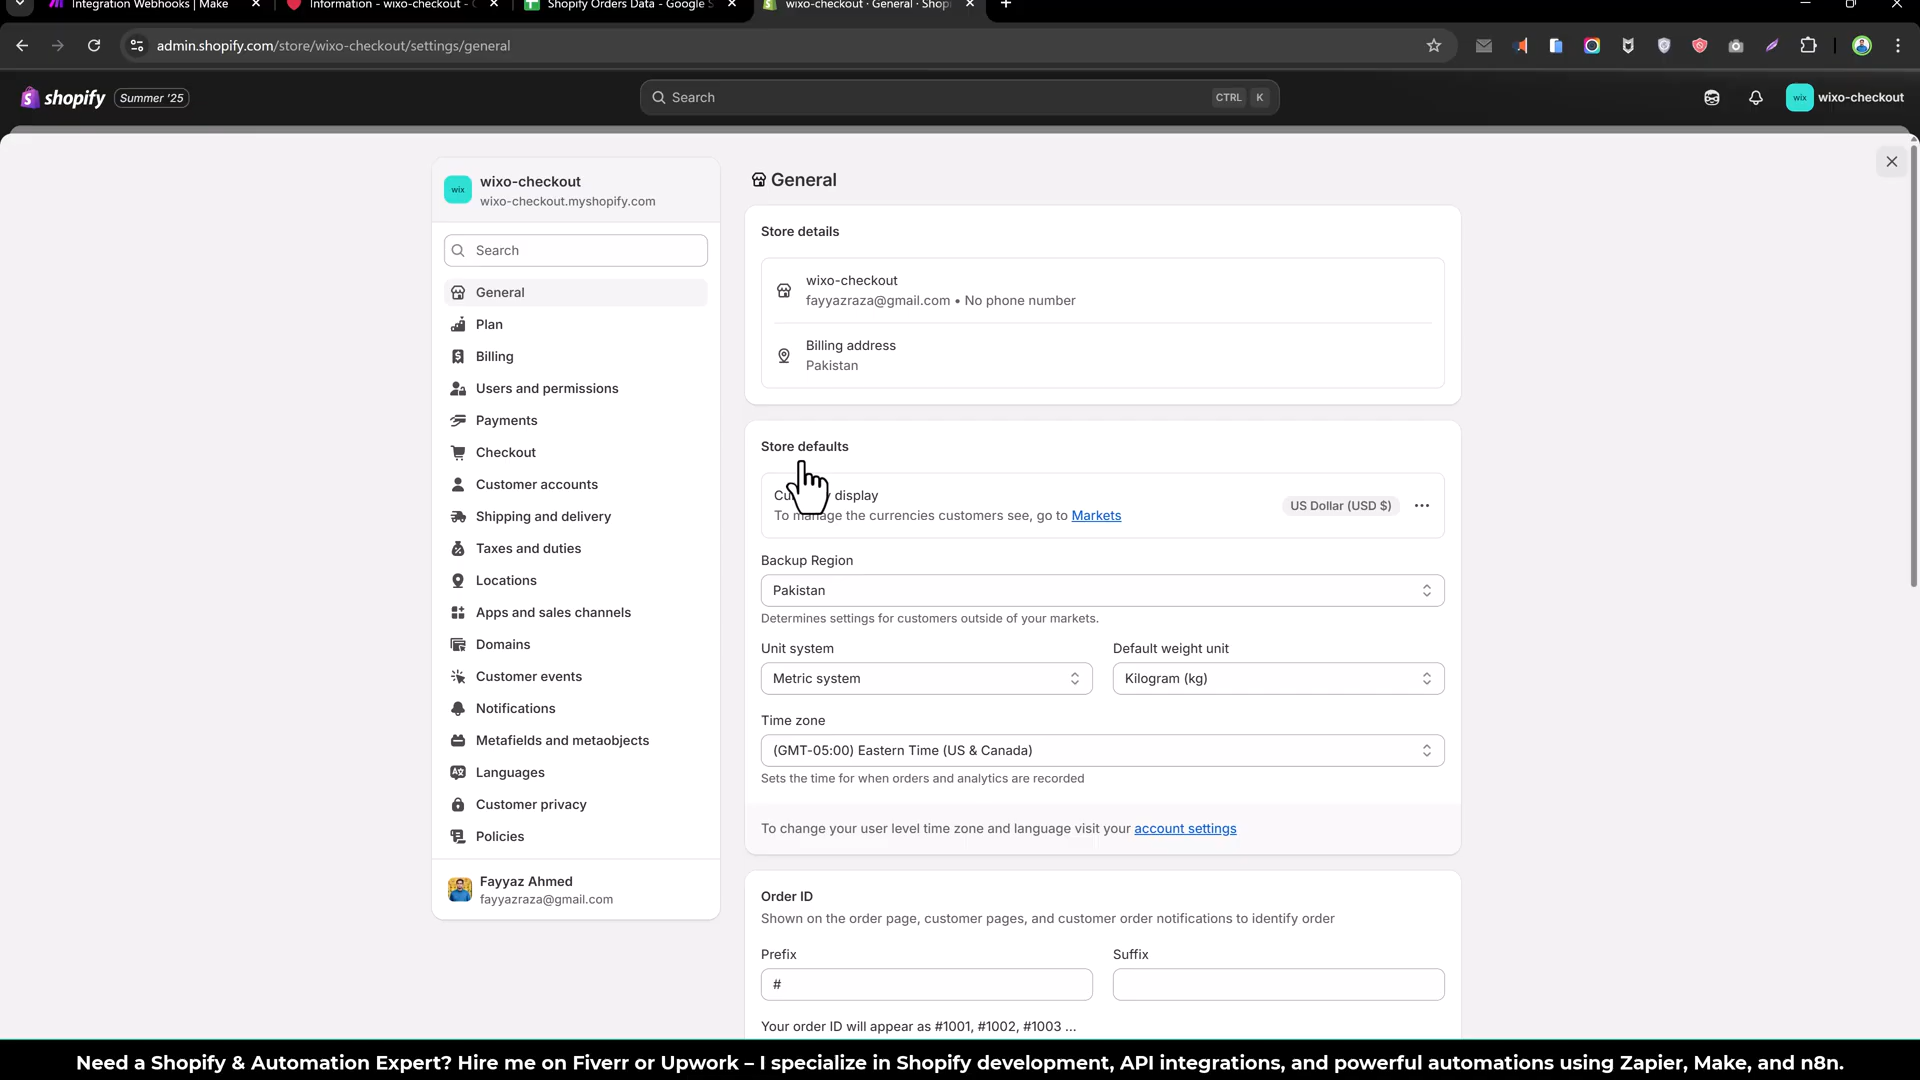 Integration Webhooks | Make
Information - wixo-checkout -
Shopify Orders Data - Google S
wixo-checkout · General · Shopi
admin.shopify.com/store/wixo-checkout/settings/general
shopify
Summer '25
Search
CTRL K
wix
wixo-checkout
wix
wixo-checkout
wixo-checkout.myshopify.com
Search
General
Plan
Billing
Users and permissions
Payments
Checkout
Customer accounts
Shipping and delivery
Taxes and duties
Locations
Apps and sales channels
Domains
Customer events
Notifications
Metafields and metaobjects
Languages
Customer privacy
Policies
Fayyaz Ahmed
fayyazraza@gmail.com
General
Store details
wixo-checkout
fayyazraza@gmail.com • No phone number
Billing address
Pakistan
Store defaults
display
To manage the currencies customers see, go to Markets
US Dollar (USD $)
Backup Region
Pakistan
Determines settings for customers outside of your markets.
Unit system
Default weight unit
Metric system
Kilogram (kg)
Time zone
(GMT-05:00) Eastern Time (US & Canada)
Sets the time for when orders and analytics are recorded
To change your user level time zone and language visit your account settings
Order ID
Shown on the order page, customer pages, and customer order notifications to identify order
Prefix
Suffix
#
Your order ID will appear as #1001, #1002, #1003 ...
Need a Shopify & Automation Expert? Hire me on Fiverr or Upwork – I specialize in Shopify development, API integrations, and powerful automations using Zapier, Make, and n8n.